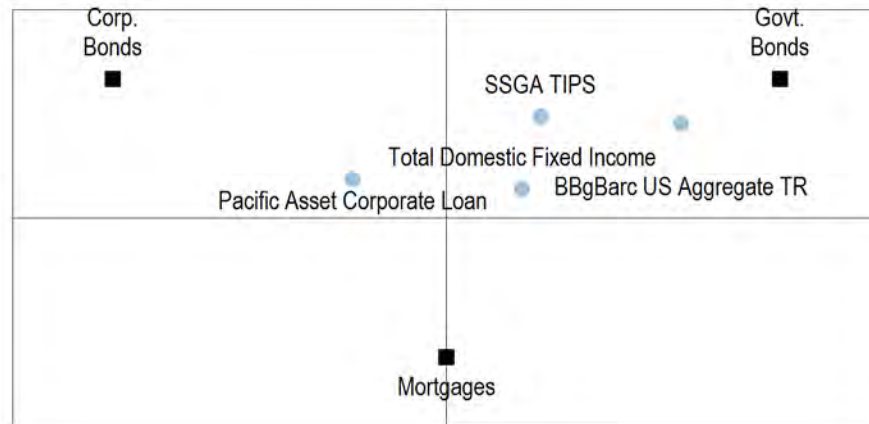 Corp.
Bonds
Govt.
Bonds
SSGA TIPS
Total Domestic Fixed Income
BBgBarc US Aggregate TR
Pacific Asset Corporate Loan
Mortgages